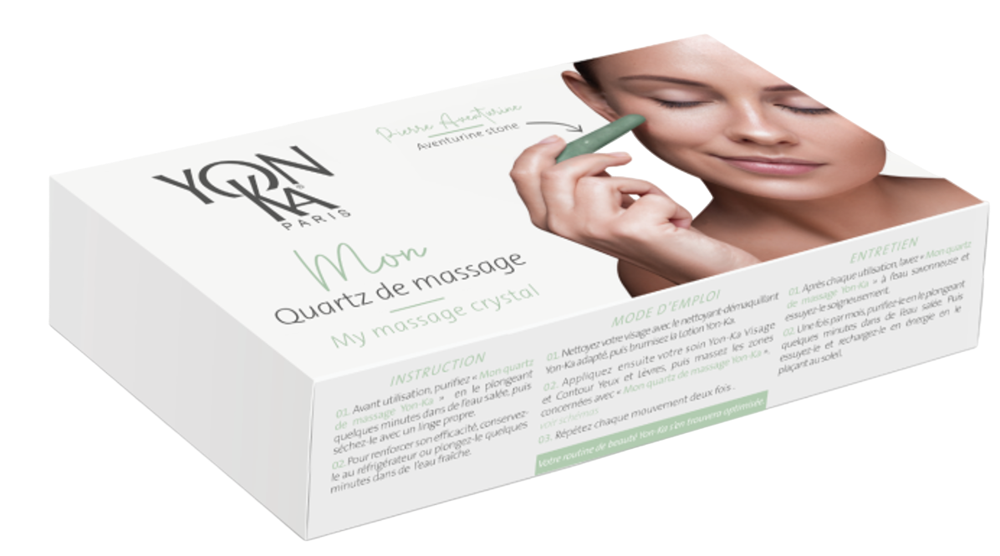 YON
KA®
PARIS
Pierre Aventurine
Aventurine stone
Mon
Quartz de massage
My massage crystal
INSTRUCTION
01. Avant utilisation, purifiez « Mon quartz
de massage Yon-Ka » en le plongeant
quelques minutes dans de l'eau salée, puis
séchez-le avec un linge propre.
02. Pour renforcer son efficacité, conservez-
le au réfrigérateur ou plongez-le quelques
minutes dans de l'eau fraîche.
MODE D'EMPLOI
01. Nettoyez votre visage avec le nettoyant-démaquillant
Yon-Ka adapté, puis brumisez la Lotion Yon-Ka.
02. Appliquez ensuite votre soin Yon-Ka Visage
et Contour Yeux et Lèvres, puis massez les zones
concernées avec « Mon quartz de massage Yon-Ka ».
voir schémas
03. Répétez chaque mouvement deux fois .
Votre routine de beauté Yon-Ka s'en trouvera optimisée.
ENTRETIEN
01. Après chaque utilisation, lavez « Mon quartz
de massage Yon-Ka » à l'eau savonneuse et
essuyez-le soigneusement.
02. Une fois par mois, purifiez-le en le plongeant
quelques minutes dans de l'eau salée. Puis
essuyez-le et rechargez-le en énergie en le
plaçant au soleil.